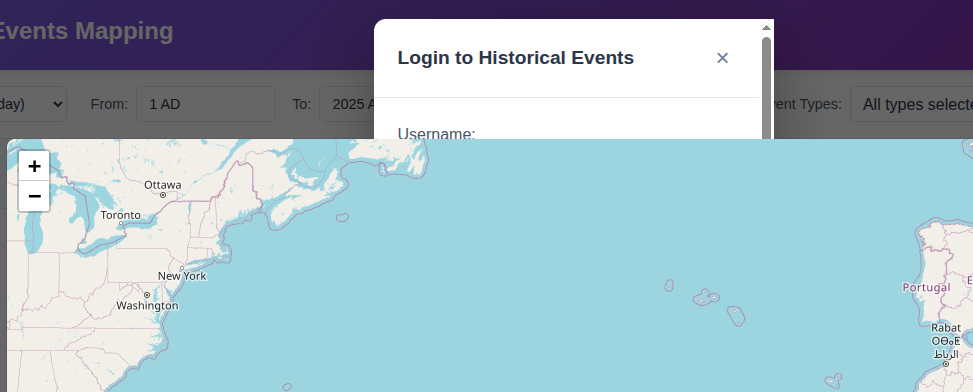 Events Mapping
Login to Historical Events ×
day) From: 1 AD To: 2025 A ent Types: All types selecte
Username:
+
−
Ottawa
Toronto
New York
Washington
Portugal
E
Rabat
ⵔⴱⴰⵟ
الرباط